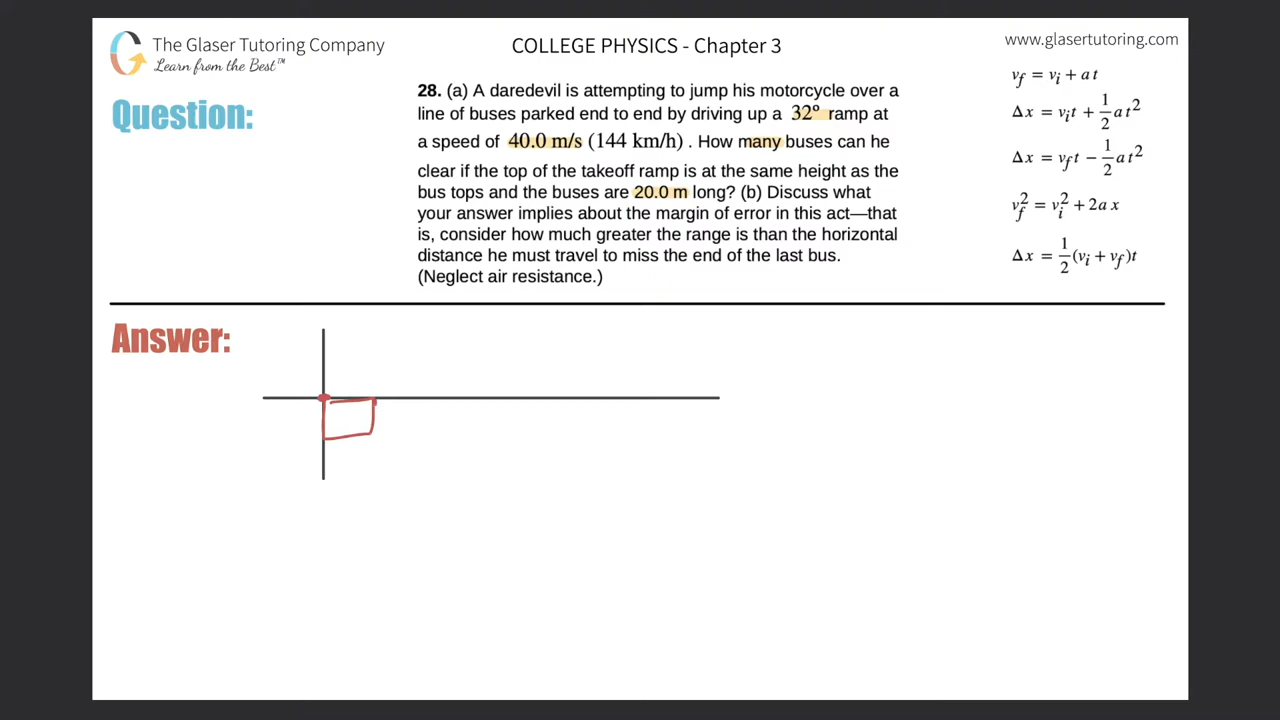 The Glaser Tutoring Company
Learn from the Best™
COLLEGE PHYSICS - Chapter 3
www.glasertutoring.com
Question:
28. (a) A daredevil is attempting to jump his motorcycle over a
line of buses parked end to end by driving up a 32º ramp at
a speed of 40.0 m/s (144 km/h) . How many buses can he
clear if the top of the takeoff ramp is at the same height as the
bus tops and the buses are 20.0 m long? (b) Discuss what
your answer implies about the margin of error in this act—that
is, consider how much greater the range is than the horizontal
distance he must travel to miss the end of the last bus.
(Neglect air resistance.)
v_f = v_i + a t
Δx = v_i t + 1/2 a t^2
Δx = v_f t − 1/2 a t^2
v_f^2 = v_i^2 + 2a x
Δx = 1/2 (v_i + v_f)t
Answer: